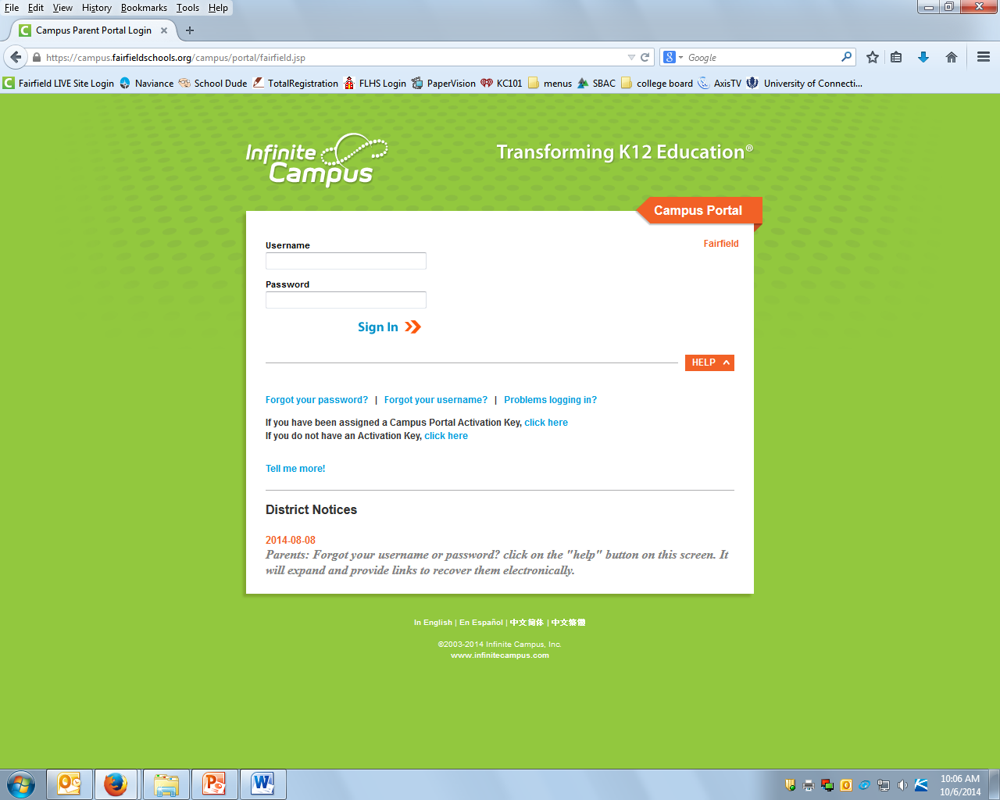 File Edit View History Bookmarks Tools Help
Campus Parent Portal Login
https://campus.fairfieldschools.org/campus/portal/fairfield.jsp
Google
Fairfield LIVE Site Login Naviance School Dude TotalRegistration FLHS Login PaperVision KC101 menus SBAC college board AxisTV University of Connecti...
Infinite Campus
Transforming K12 Education®
Campus Portal
Fairfield
Username
Password
Sign In
HELP
Forgot your password? | Forgot your username? | Problems logging in?
If you have been assigned a Campus Portal Activation Key, click here
If you do not have an Activation Key, click here
Tell me more!
District Notices
2014-08-08
Parents: Forgot your username or password? click on the "help" button on this screen. It
will expand and provide links to recover them electronically.
In English | En Español | 中文简体 | 中文繁體
©2003-2014 Infinite Campus, Inc.
www.infinitecampus.com
10:06 AM
10/6/2014